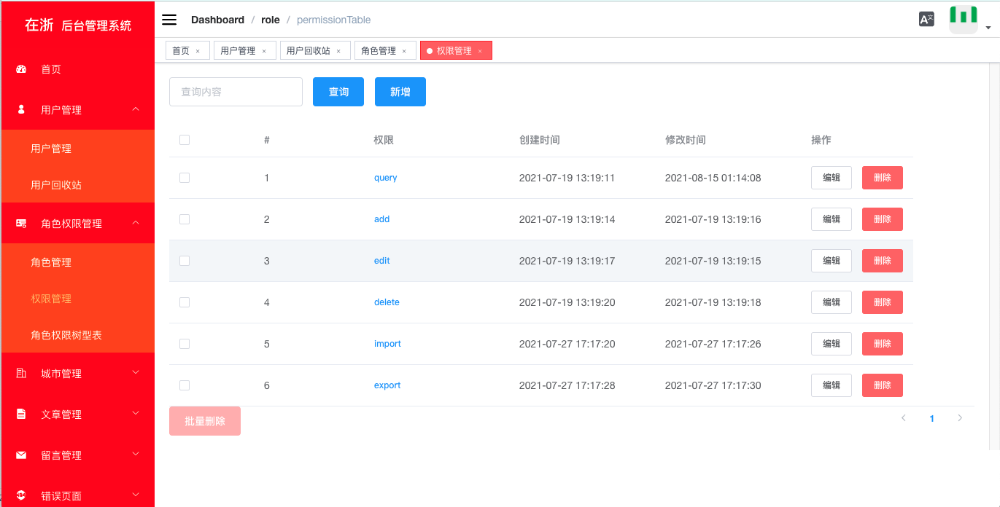 在浙 后台管理系统
首页
用户管理
用户管理
用户回收站
角色权限管理
角色管理
权限管理
角色权限树型表
城市管理
文章管理
留言管理
错误页面
Dashboard / role / permissionTable
首页 × 用户管理 × 用户回收站 × 角色管理 × 权限管理 ×
查询内容 查询 新增
# 权限 创建时间 修改时间 操作
1 query 2021-07-19 13:19:11 2021-08-15 01:14:08 编辑 删除
2 add 2021-07-19 13:19:14 2021-07-19 13:19:16 编辑 删除
3 edit 2021-07-19 13:19:17 2021-07-19 13:19:15 编辑 删除
4 delete 2021-07-19 13:19:20 2021-07-19 13:19:18 编辑 删除
5 import 2021-07-27 17:17:20 2021-07-27 17:17:26 编辑 删除
6 export 2021-07-27 17:17:28 2021-07-27 17:17:30 编辑 删除
批量删除 1